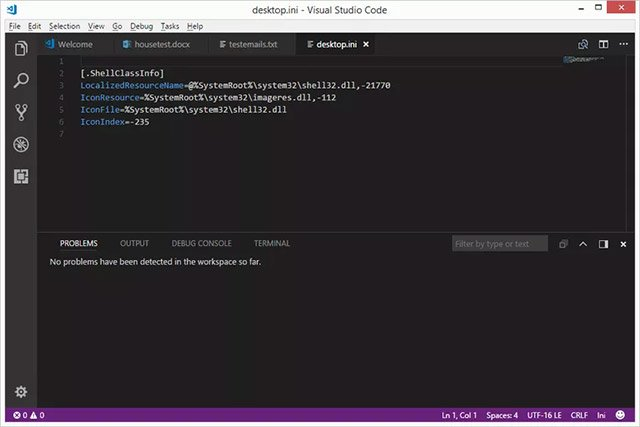 desktop.ini - Visual Studio Code
File Edit Selection View Go Debug Tasks Help
Welcome housetest.docx testemails.txt desktop.ini
1
2 [.ShellClassInfo]
3 LocalizedResourceName=@%SystemRoot%\system32\shell32.dll,-21770
4 IconResource=%SystemRoot%\system32\imageres.dll,-112
5 IconFile=%SystemRoot%\system32\shell32.dll
6 IconIndex=-235
7
PROBLEMS OUTPUT DEBUG CONSOLE TERMINAL Filter by type or text
No problems have been detected in the workspace so far.
0 0 Ln 1, Col 1 Spaces: 4 UTF-16 LE CRLF Ini